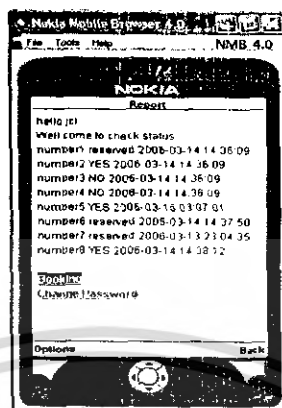 Nokia Mobile Browser 4.0
File Tools Help NMB 4.0
NOKIA
Report
hello jct
Well come to check status
number1 reserved 2006-03-14 14:36:09
number2 YES 2006-03-14 14:36:09
number3 NO 2006-03-14 14:36:09
number4 NO 2006-03-14 14:36:09
number5 YES 2006-03-16 03:07:01
number6 reserved 2006-03-14 14:37:50
number7 reserved 2006-03-13 23:04:35
number8 YES 2006-03-14 14:38:12
Booking
Change Password
Options Back